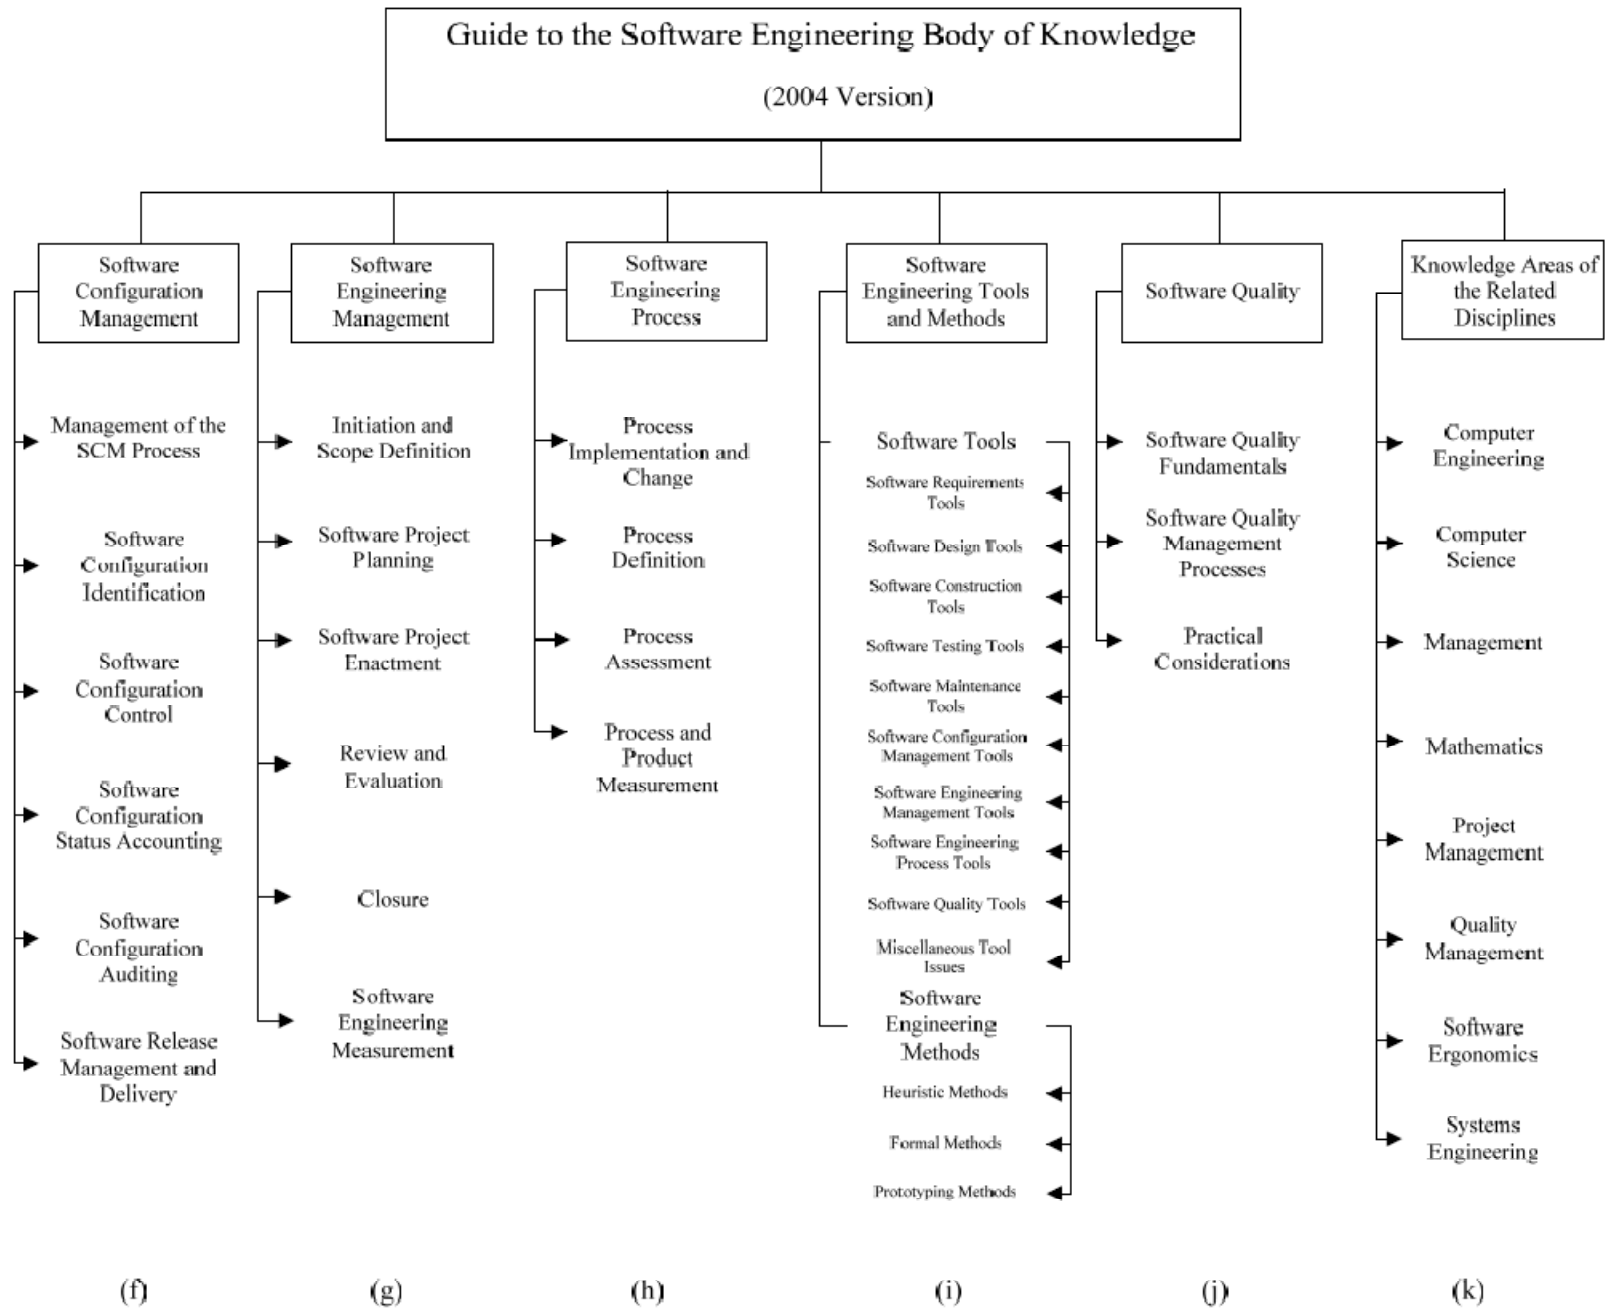 Guide to the Software Engineering Body of Knowledge
(2004 Version)
Software
Configuration
Management
Management of the
SCM Process
Software
Configuration
Identification
Software
Configuration
Control
Software
Configuration
Status Accounting
Software
Configuration
Auditing
Software Release
Management and
Delivery
(f)
Software
Engineering
Management
Initiation and
Scope Definition
Software Project
Planning
Software Project
Enactment
Review and
Evaluation
Closure
Software
Engineering
Measurement
(g)
Software
Engineering
Process
Process
Implementation and
Change
Process
Definition
Process
Assessment
Process and
Product
Measurement
(h)
Software
Engineering Tools
and Methods
Software Tools
Software Requirements
Tools
Software Design Tools
Software Construction
Tools
Software Testing Tools
Software Maintenance
Tools
Software Configuration
Management Tools
Software Engineering
Management Tools
Software Engineering
Process Tools
Software Quality Tools
Miscellaneous Tool
Issues
Software
Engineering
Methods
Heuristic Methods
Formal Methods
Prototyping Methods
(i)
Software Quality
Software Quality
Fundamentals
Software Quality
Management
Processes
Practical
Considerations
(j)
Knowledge Areas of
the Related
Disciplines
Computer
Engineering
Computer
Science
Management
Mathematics
Project
Management
Quality
Management
Software
Ergonomics
Systems
Engineering
(k)